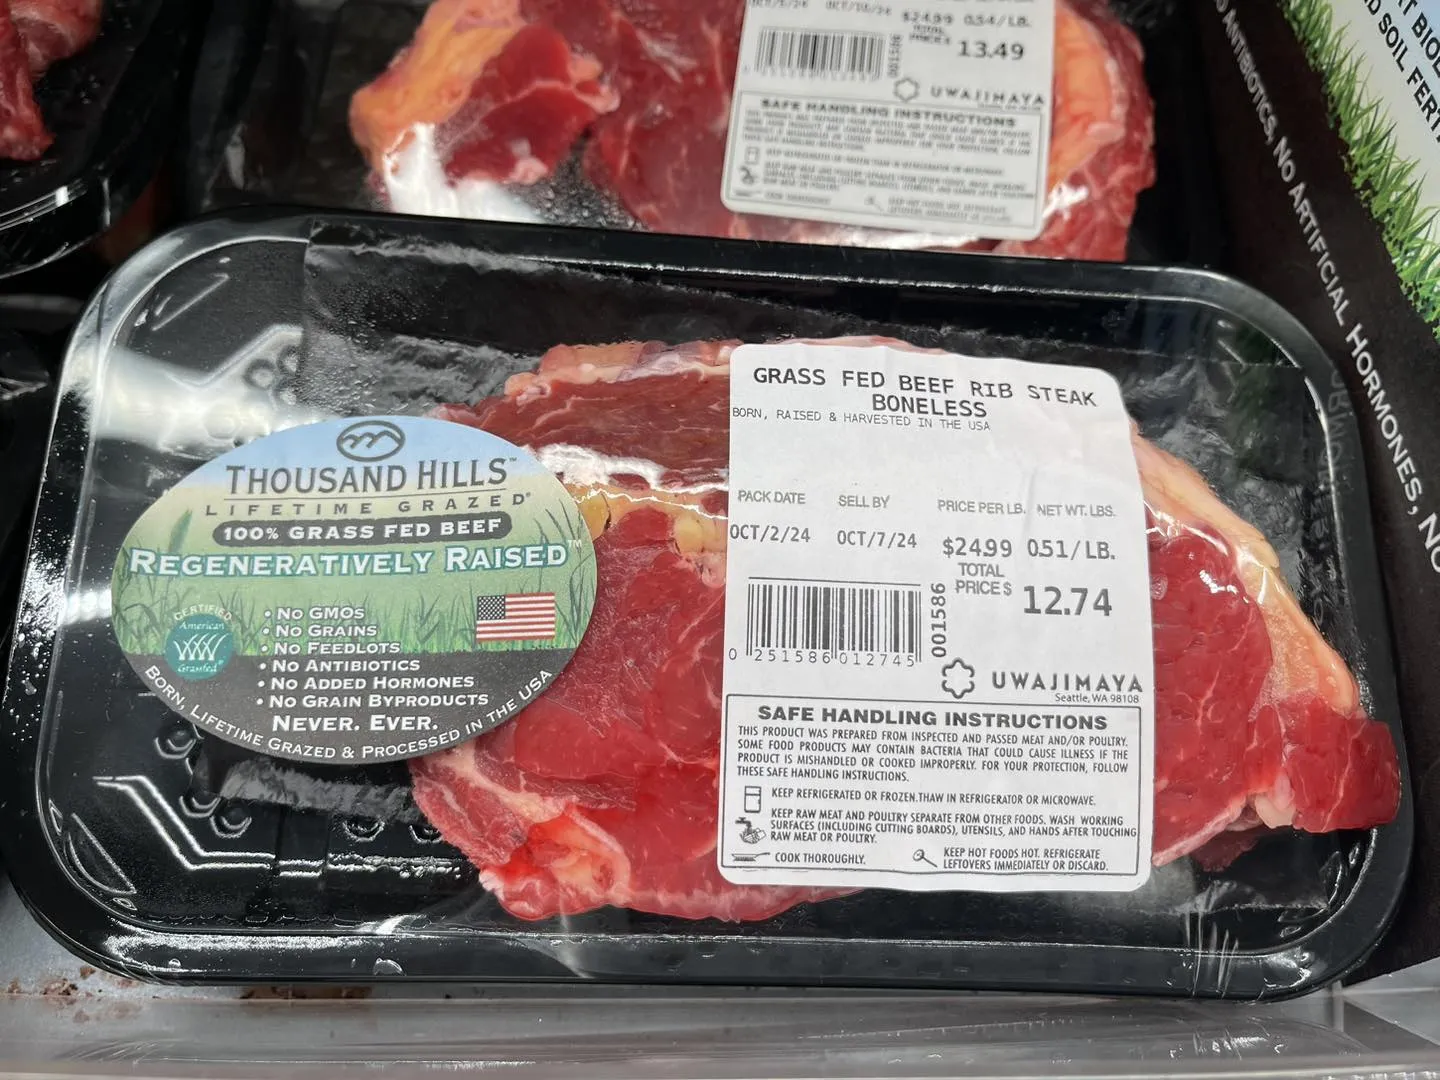 OCT/10/24 $24.99 0.54/LB.
TOTAL
PRICE $ 13.49
001586
UWAJIMAYA
SAFE HANDLING INSTRUCTIONS
O ANTIBIOTICS, NO ARTIFICIAL HORMONES, NO
T BIO
D SOIL FERT
GRASS FED BEEF RIB STEAK
BONELESS
BORN, RAISED & HARVESTED IN THE USA
PACK DATE SELL BY PRICE PER LB. NET WT. LBS.
OCT/2/24 OCT/7/24 $24.99 0.51/LB.
TOTAL
PRICE $ 12.74
0 251586 012745
001586
UWAJIMAYA
Seattle, WA 98108
SAFE HANDLING INSTRUCTIONS
THIS PRODUCT WAS PREPARED FROM INSPECTED AND PASSED MEAT AND/OR POULTRY.
SOME FOOD PRODUCTS MAY CONTAIN BACTERIA THAT COULD CAUSE ILLNESS IF THE
PRODUCT IS MISHANDLED OR COOKED IMPROPERLY. FOR YOUR PROTECTION, FOLLOW
THESE SAFE HANDLING INSTRUCTIONS.
KEEP REFRIGERATED OR FROZEN.THAW IN REFRIGERATOR OR MICROWAVE.
KEEP RAW MEAT AND POULTRY SEPARATE FROM OTHER FOODS. WASH WORKING
SURFACES (INCLUDING CUTTING BOARDS), UTENSILS, AND HANDS AFTER TOUCHING
RAW MEAT OR POULTRY.
COOK THOROUGHLY.
KEEP HOT FOODS HOT. REFRIGERATE
LEFTOVERS IMMEDIATELY OR DISCARD.
THOUSAND HILLS™
LIFETIME GRAZED®
100% GRASS FED BEEF
REGENERATIVELY RAISED™
CERTIFIED
American
Grassfed
• NO GMOS
• NO GRAINS
• NO FEEDLOTS
• NO ANTIBIOTICS
• NO ADDED HORMONES
• NO GRAIN BYPRODUCTS
NEVER. EVER.
BORN, LIFETIME GRAZED & PROCESSED IN THE USA